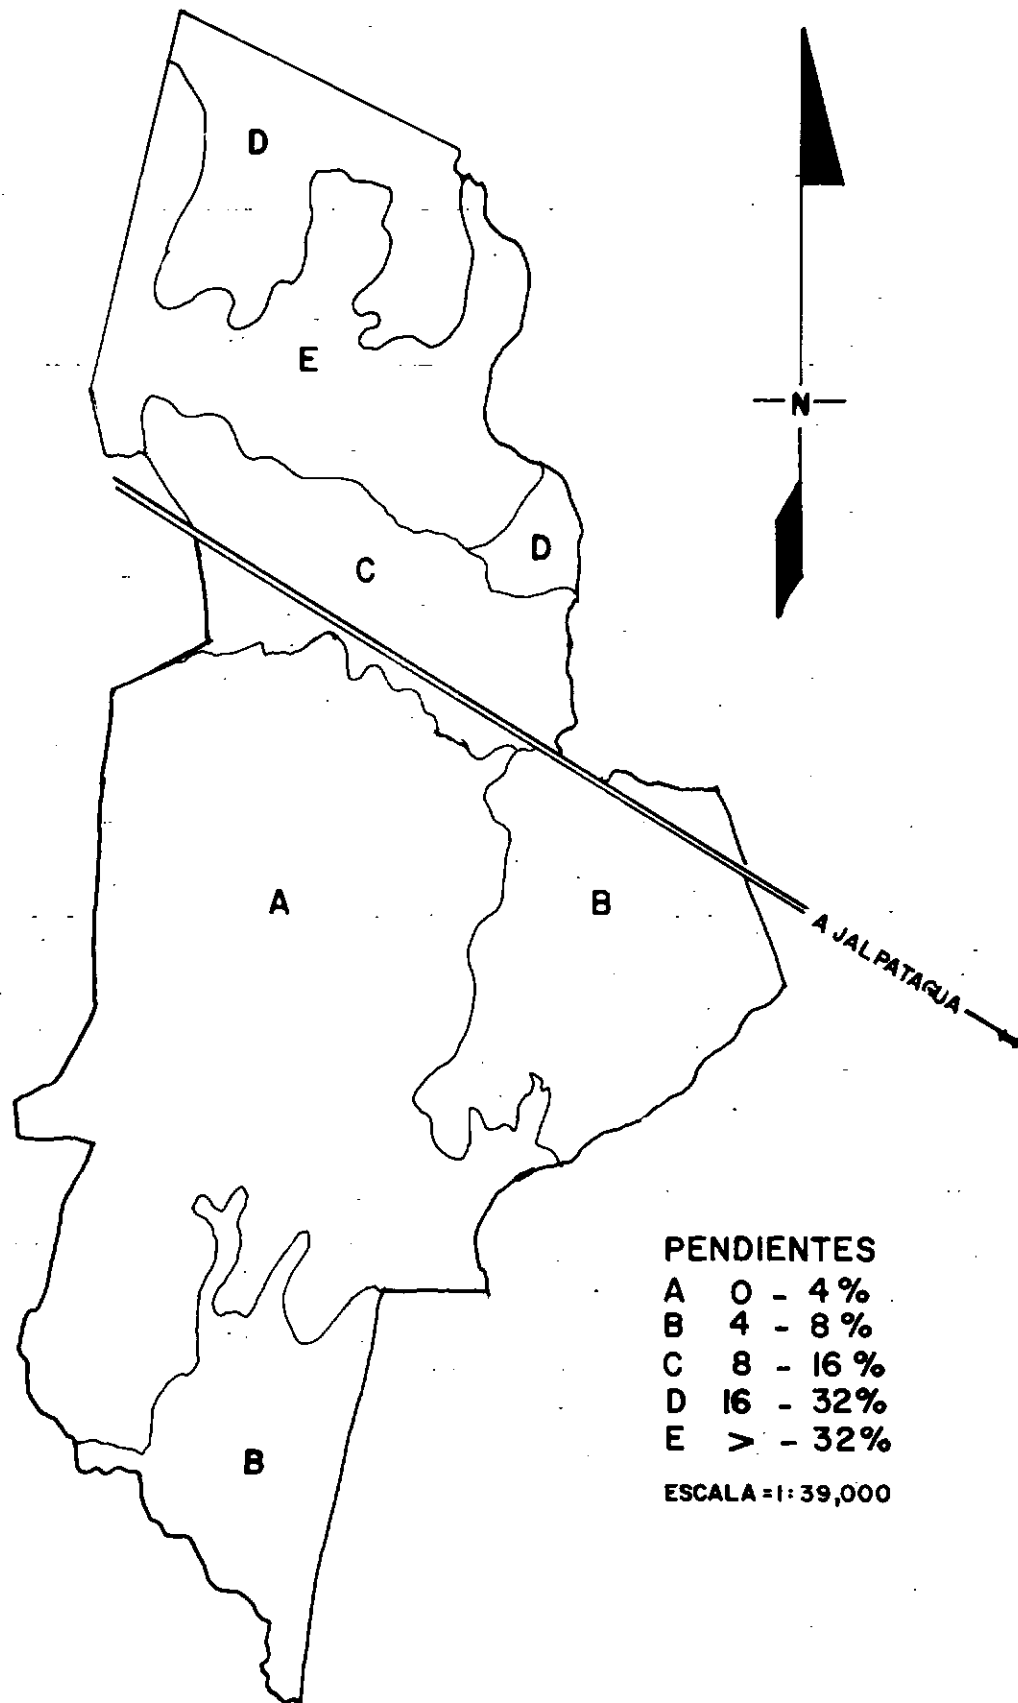 D
E
N
D
C
A
B
A JALPATAGUA
PENDIENTES
A 0 - 4%
B 4 - 8%
C 8 - 16%
D 16 - 32%
E > - 32%
ESCALA=1:39,000
B